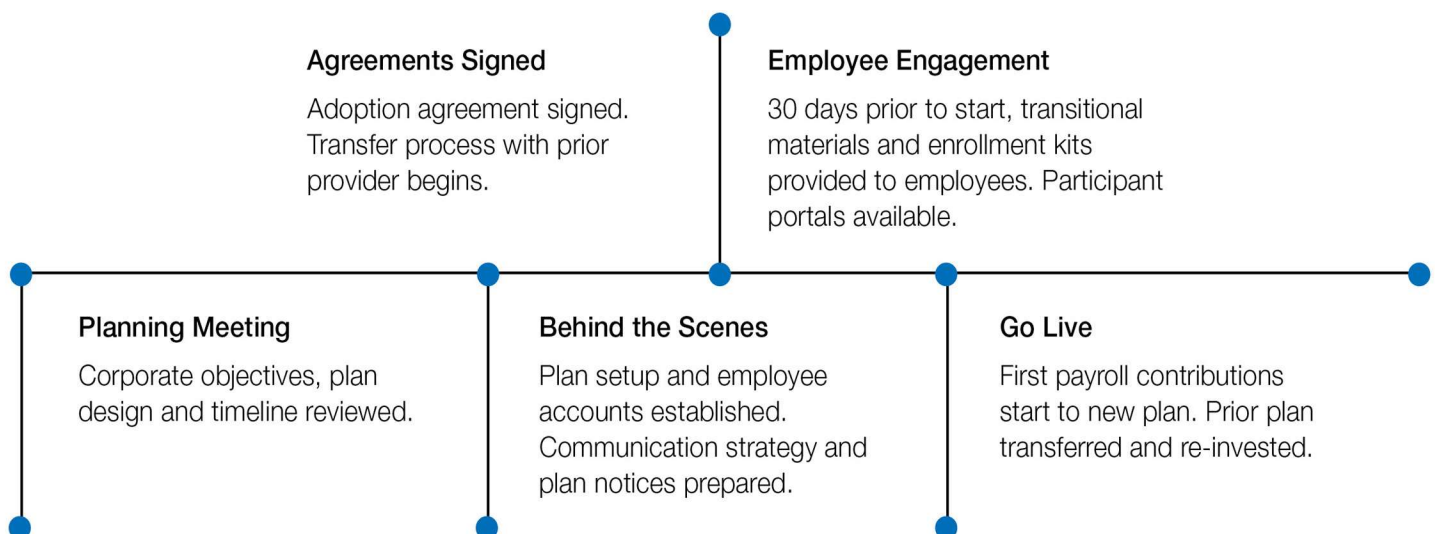 Agreements Signed
Adoption agreement signed.
Transfer process with prior
provider begins.
Employee Engagement
30 days prior to start, transitional
materials and enrollment kits
provided to employees. Participant
portals available.
Planning Meeting
Corporate objectives, plan
design and timeline reviewed.
Behind the Scenes
Plan setup and employee
accounts established.
Communication strategy and
plan notices prepared.
Go Live
First payroll contributions
start to new plan. Prior plan
transferred and re-invested.